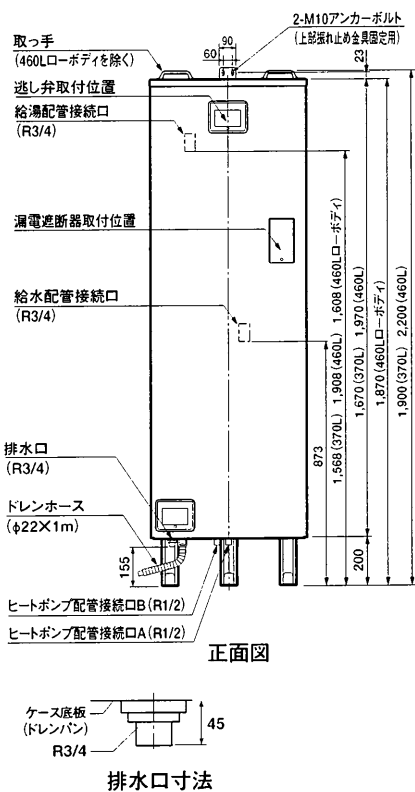 90
60
2-M10アンカーボルト
(上部振れ止め金具固定用)
取っ手
(460Lローボディを除く)
23
逃し弁取付位置
給湯配管接続口
(R3/4)
漏電遮断器取付位置
給水配管接続口
(R3/4)
873
1,568(370L) 1,908(460L) 1,608(460Lローボディ)
1,670(370L) 1,970(460L)
1,870(460Lローボディ)
1,900(370L) 2,200(460L)
排水口
(R3/4)
ドレンホース
(φ22×1m)
155
200
ヒートポンプ配管接続口B(R1/2)
ヒートポンプ配管接続口A(R1/2)
正面図
ケース底板
(ドレンパン)
R3/4
45
排水口寸法